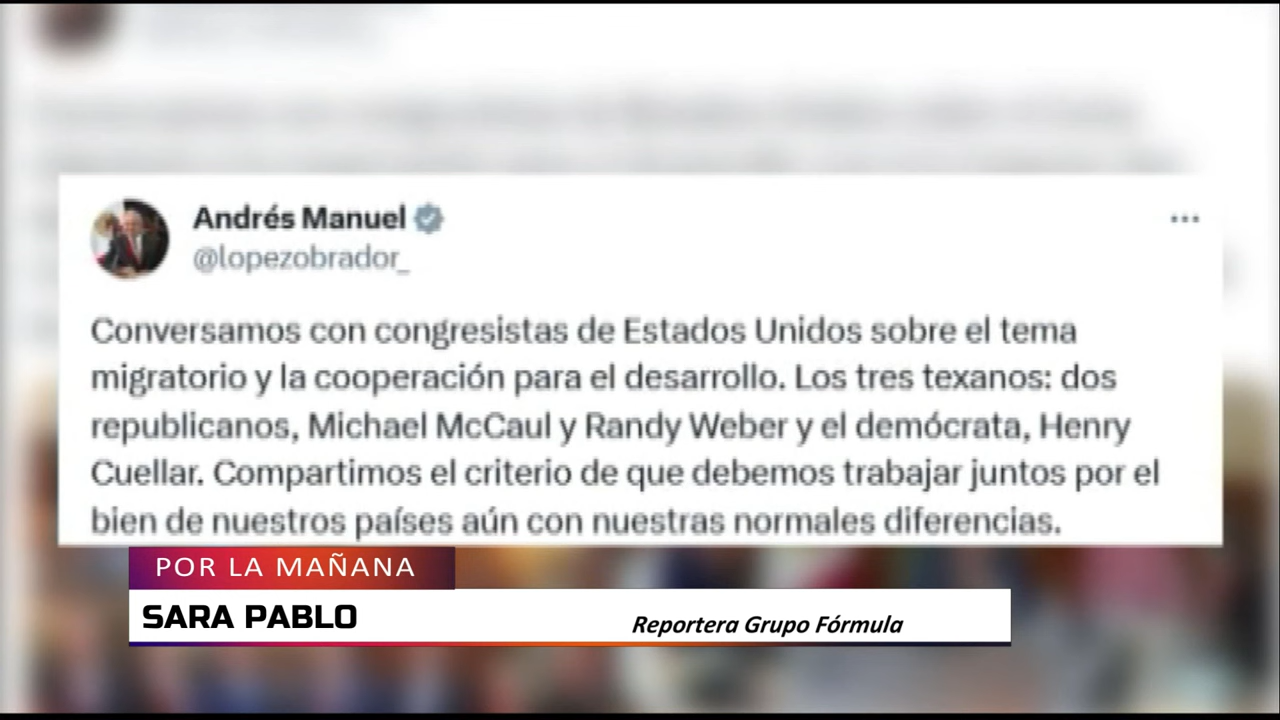 Andrés Manuel
@lopezobrador_
Conversamos con congresistas de Estados Unidos sobre el tema
migratorio y la cooperación para el desarrollo. Los tres texanos: dos
republicanos, Michael McCaul y Randy Weber y el demócrata, Henry
Cuellar. Compartimos el criterio de que debemos trabajar juntos por el
bien de nuestros países aún con nuestras normales diferencias.
POR LA MAÑANA
SARA PABLO
Reportera Grupo Fórmula